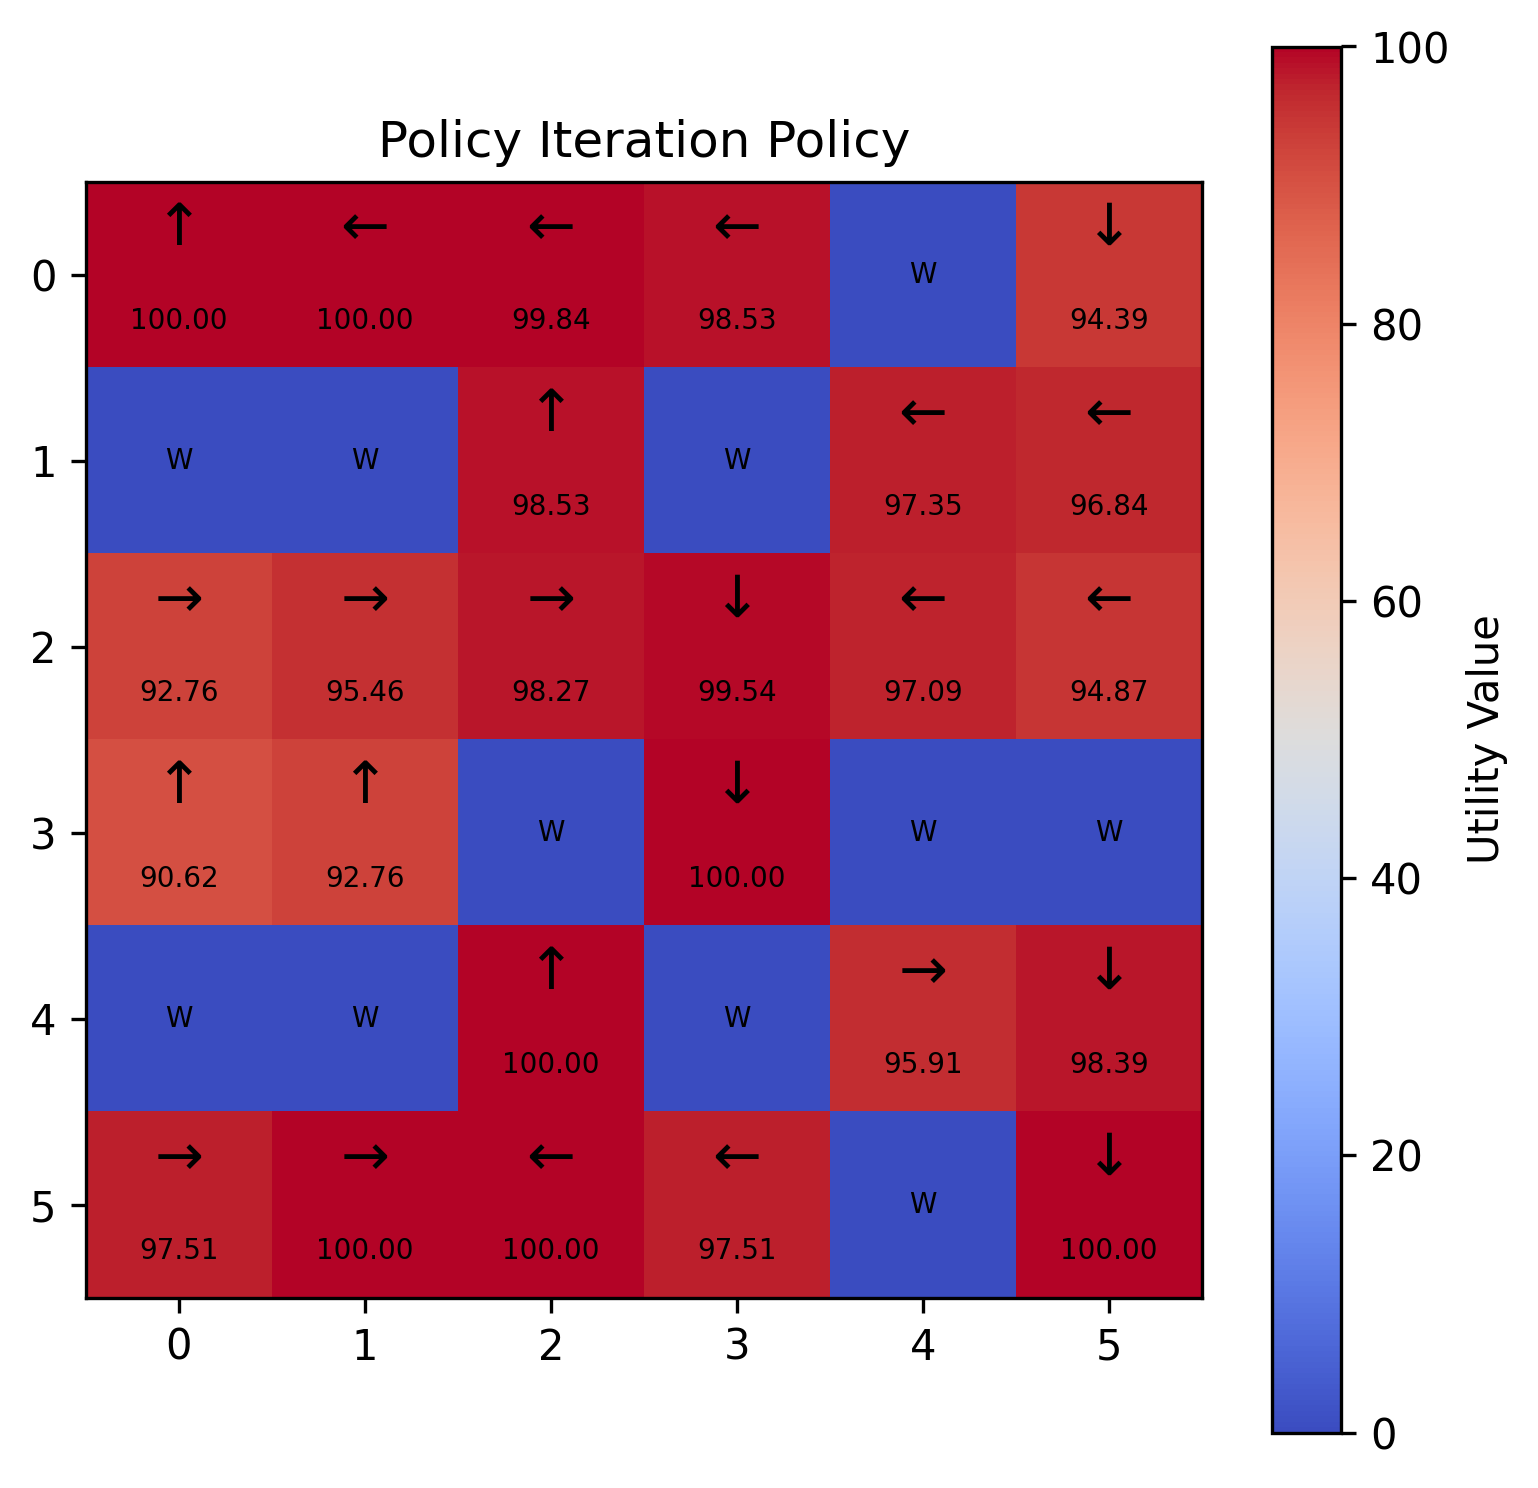 Policy Iteration Policy
↑ ← ← ← ↓
0 W
100.00 100.00 99.84 98.53 94.39
↑ ← ←
1 W W W
98.53 97.35 96.84
→ → → ↓ ← ←
2
92.76 95.46 98.27 99.54 97.09 94.87
↑ ↑ ↓
3 W W W
90.62 92.76 100.00
↑ → ↓
4 W W W
100.00 95.91 98.39
→ → ← ← ↓
5 W
97.51 100.00 100.00 97.51 100.00
0 1 2 3 4 5
100
80
60
40
20
0
Utility Value